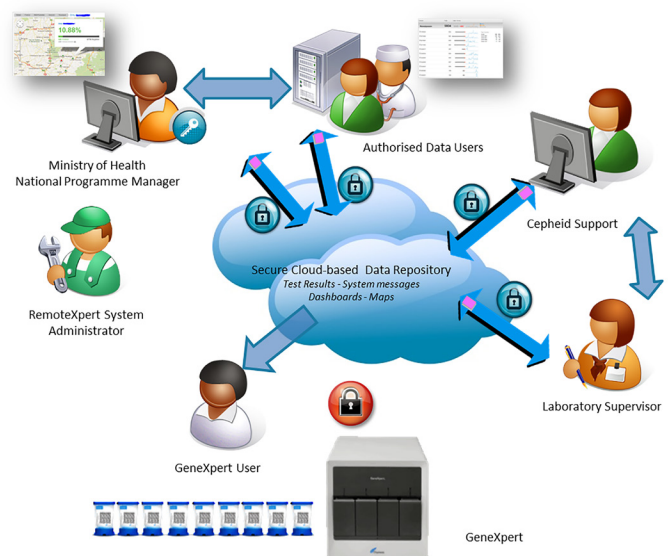 10.88%
Authorised Data Users
Ministry of Health
National Programme Manager
Cepheid Support
Secure Cloud-based Data Repository
Test Results - System messages
Dashboards - Maps
RemoteXpert System
Administrator
Laboratory Supervisor
GeneXpert User
GeneXpert